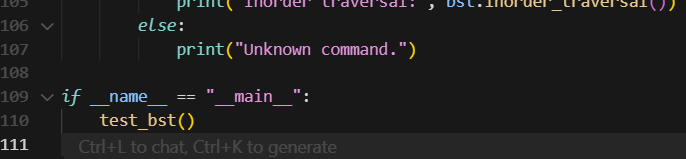 105 print("Inorder traversal:", bst.inorder_traversal())
106 else:
107 print("Unknown command.")
108
109 if __name__ == "__main__":
110 test_bst()
111 Ctrl+L to chat, Ctrl+K to generate